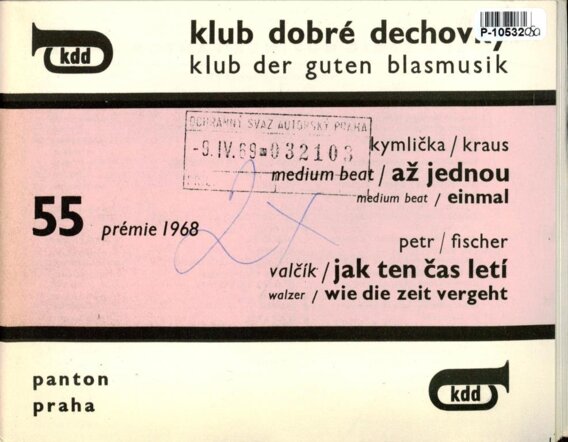 kdd
klub dobré dechovky
klub der guten blasmusik
P-1053200
OCHRANNÝ SVAZ AUTORSKÝ PRAHA
-9.IV.69 032103
kymlička / kraus
medium beat / až jednou
medium beat / einmal
55 prémie 1968
2x
petr / fischer
valčík / jak ten čas letí
walzer / wie die zeit vergeht
panton
praha
kdd